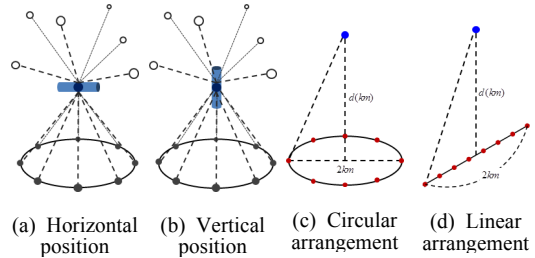 d(km)
2km
d(km)
2km
(a) Horizontal position
(b) Vertical position
(c) Circular arrangement
(d) Linear arrangement